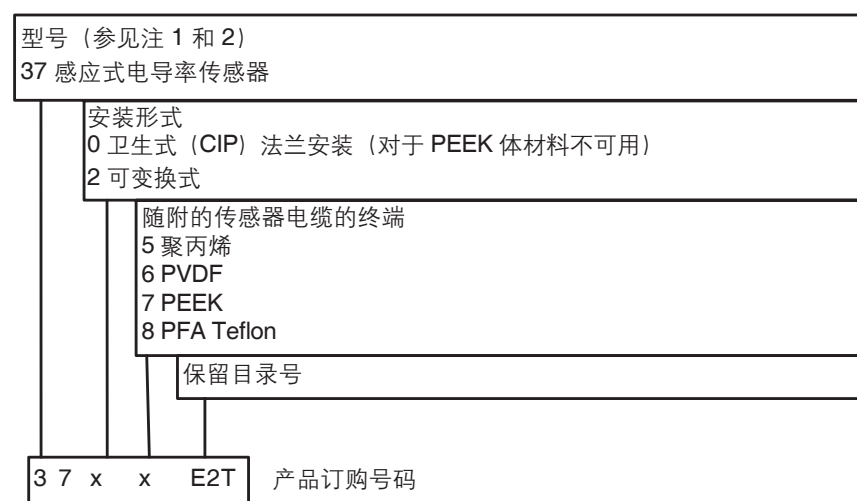 型号（参见注 1 和 2）
37 感应式电导率传感器
安装形式
0 卫生式（CIP）法兰安装（对于 PEEK 体材料不可用）
2 可变换式
随附的传感器电缆的终端
5 聚丙烯
6 PVDF
7 PEEK
8 PFA Teflon
保留目录号
3 7 x x E2T 产品订购号码